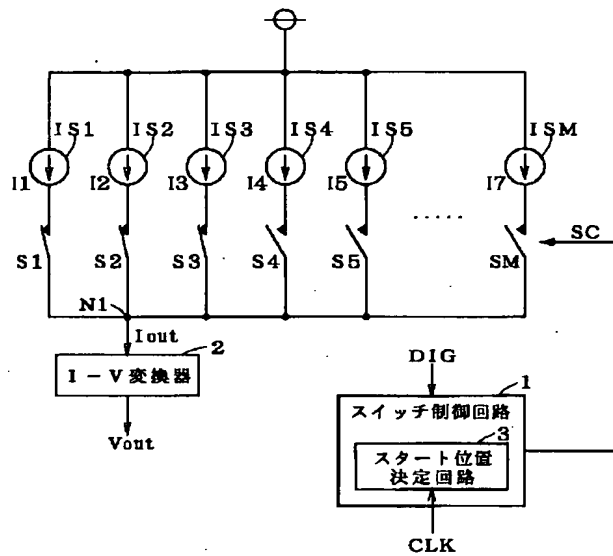 IS1 IS2 IS3 IS4 IS5 ISM
I1 I2 I3 I4 I5 I7
.....
SC
S1 S2 S3 S4 S5 SM
N1
Iout
2
I－V変換器
Vout
DIG
1
スイッチ制御回路
3
スタート位置
決定回路
CLK